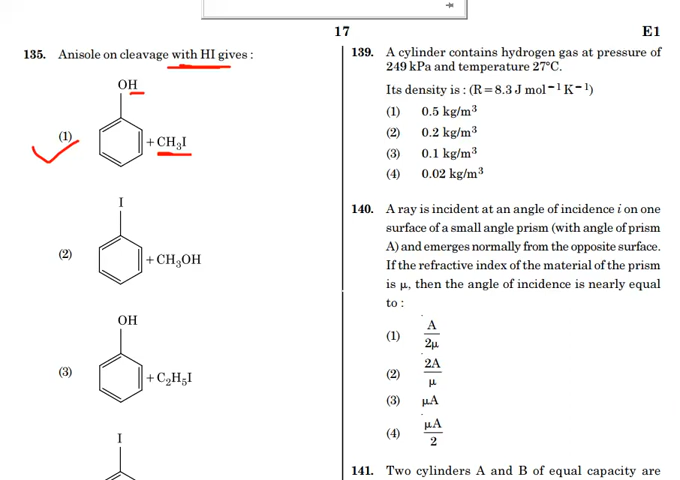 17
E1
135. Anisole on cleavage with HI gives :
OH
(1)
+ CH₃I
I
(2)
+ CH₃OH
OH
(3)
+ C₂H₅I
I
139. A cylinder contains hydrogen gas at pressure of
249 kPa and temperature 27°C.
Its density is : (R = 8.3 J mol⁻¹ K⁻¹)
(1) 0.5 kg/m³
(2) 0.2 kg/m³
(3) 0.1 kg/m³
(4) 0.02 kg/m³
140. A ray is incident at an angle of incidence i on one
surface of a small angle prism (with angle of prism
A) and emerges normally from the opposite surface.
If the refractive index of the material of the prism
is μ, then the angle of incidence is nearly equal
to :
(1) A
2μ
(2) 2A
μ
(3) μA
(4) μA
2
141. Two cylinders A and B of equal capacity are